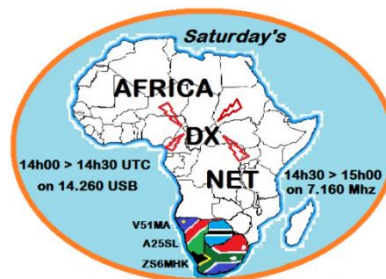 Saturday's
AFRICA
DX
NET
14h00 > 14h30 UTC
on 14.260 USB
14h30 > 15h00
on 7.160 Mhz
V51MA
A25SL
ZS6MHK